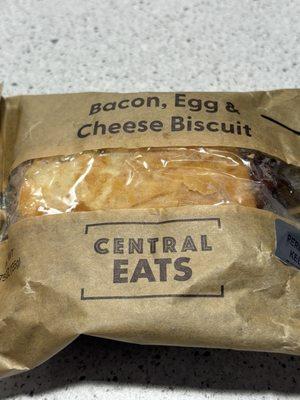 Bacon, Egg &
Cheese Biscuit
CENTRAL
EATS